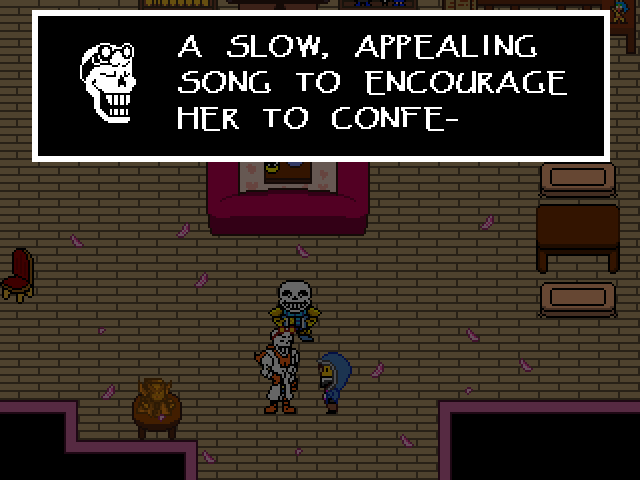 A SLOW, APPEALING
SONG TO ENCOURAGE
HER TO CONFE-